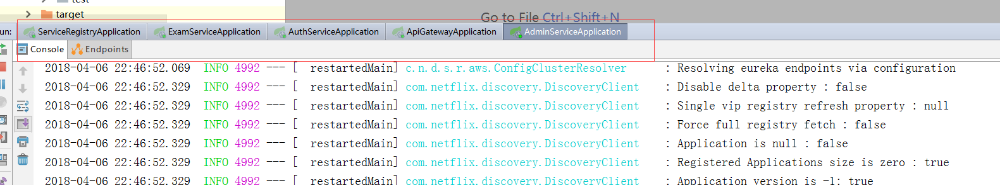 test
target
Go to File Ctrl+Shift+N
un: ServiceRegistryApplication ExamServiceApplication AuthServiceApplication ApiGatewayApplication AdminServiceApplication
Console Endpoints
2018-04-06 22:46:52.069 INFO 4992 --- [ restartedMain] c.n.d.s.r.aws.ConfigClusterResolver : Resolving eureka endpoints via configuration
2018-04-06 22:46:52.329 INFO 4992 --- [ restartedMain] com.netflix.discovery.DiscoveryClient : Disable delta property : false
2018-04-06 22:46:52.329 INFO 4992 --- [ restartedMain] com.netflix.discovery.DiscoveryClient : Single vip registry refresh property : null
2018-04-06 22:46:52.329 INFO 4992 --- [ restartedMain] com.netflix.discovery.DiscoveryClient : Force full registry fetch : false
2018-04-06 22:46:52.329 INFO 4992 --- [ restartedMain] com.netflix.discovery.DiscoveryClient : Application is null : false
2018-04-06 22:46:52.329 INFO 4992 --- [ restartedMain] com.netflix.discovery.DiscoveryClient : Registered Applications size is zero : true
2018-04-06 22:46:52.329 INFO 4992 --- [ restartedMain] com.netflix.discovery.DiscoveryClient : Application version is -1: true